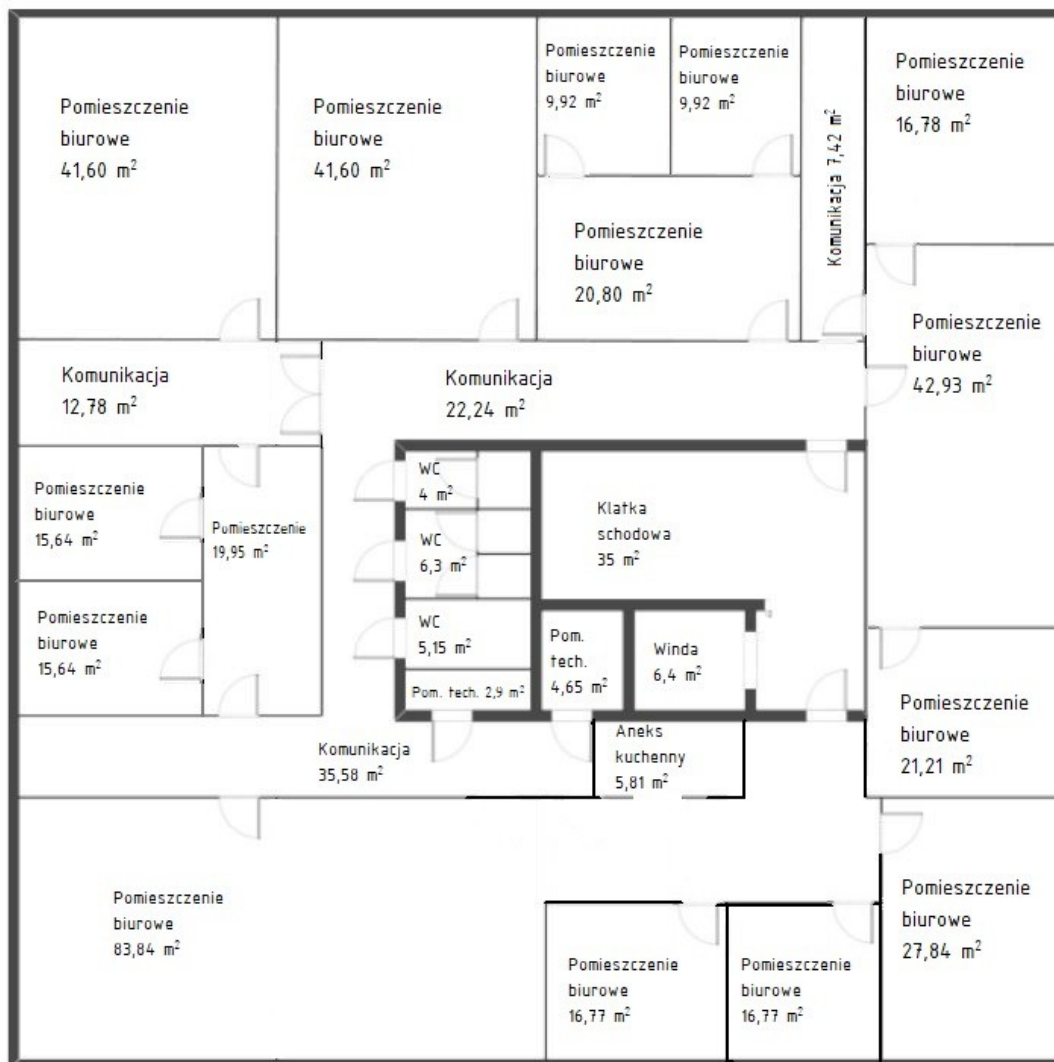 Pomieszczenie
biurowe
41,60 m²
Pomieszczenie
biurowe
41,60 m²
Pomieszczenie
biurowe
9,92 m²
Pomieszczenie
biurowe
9,92 m²
Komunikacja 7,42 m²
Pomieszczenie
biurowe
16,78 m²
Pomieszczenie
biurowe
20,80 m²
Pomieszczenie
biurowe
42,93 m²
Komunikacja
12,78 m²
Komunikacja
22,24 m²
WC
4 m²
Pomieszczenie
biurowe
15,64 m²
Pomieszczenie
19,95 m²
WC
6,3 m²
Klatka
schodowa
35 m²
Pomieszczenie
biurowe
15,64 m²
WC
5,15 m²
Pom. tech. 2,9 m²
Pom.
tech.
4,65 m²
Winda
6,4 m²
Pomieszczenie
biurowe
21,21 m²
Komunikacja
35,58 m²
Aneks
kuchenny
5,81 m²
Pomieszczenie
biurowe
83,84 m²
Pomieszczenie
biurowe
16,77 m²
Pomieszczenie
biurowe
16,77 m²
Pomieszczenie
biurowe
27,84 m²